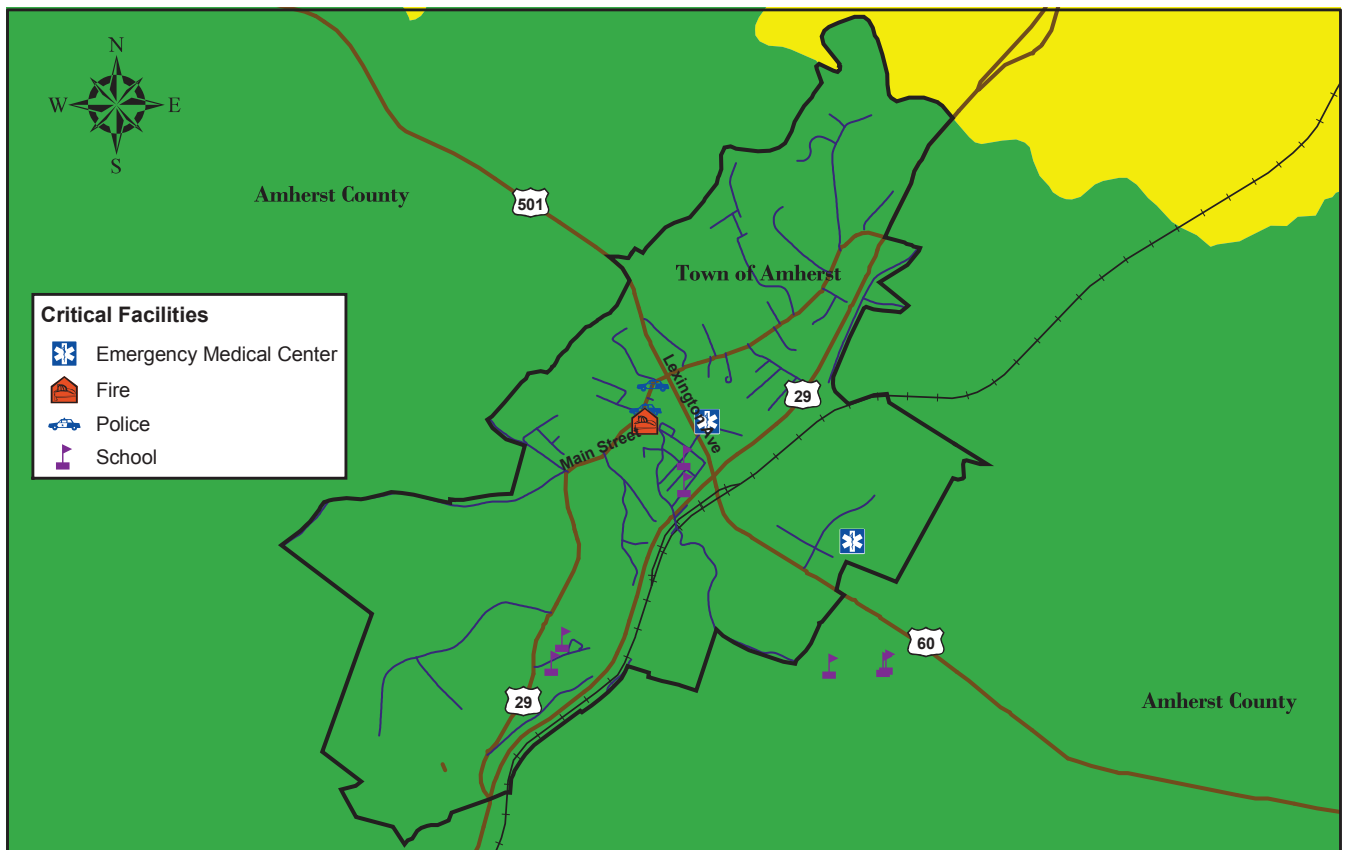 N
W
E
S
Amherst County
501
Town of Amherst
Critical Facilities
Emergency Medical Center
Fire
Police
School
Lexington Ave
29
Main Street
60
29
Amherst County